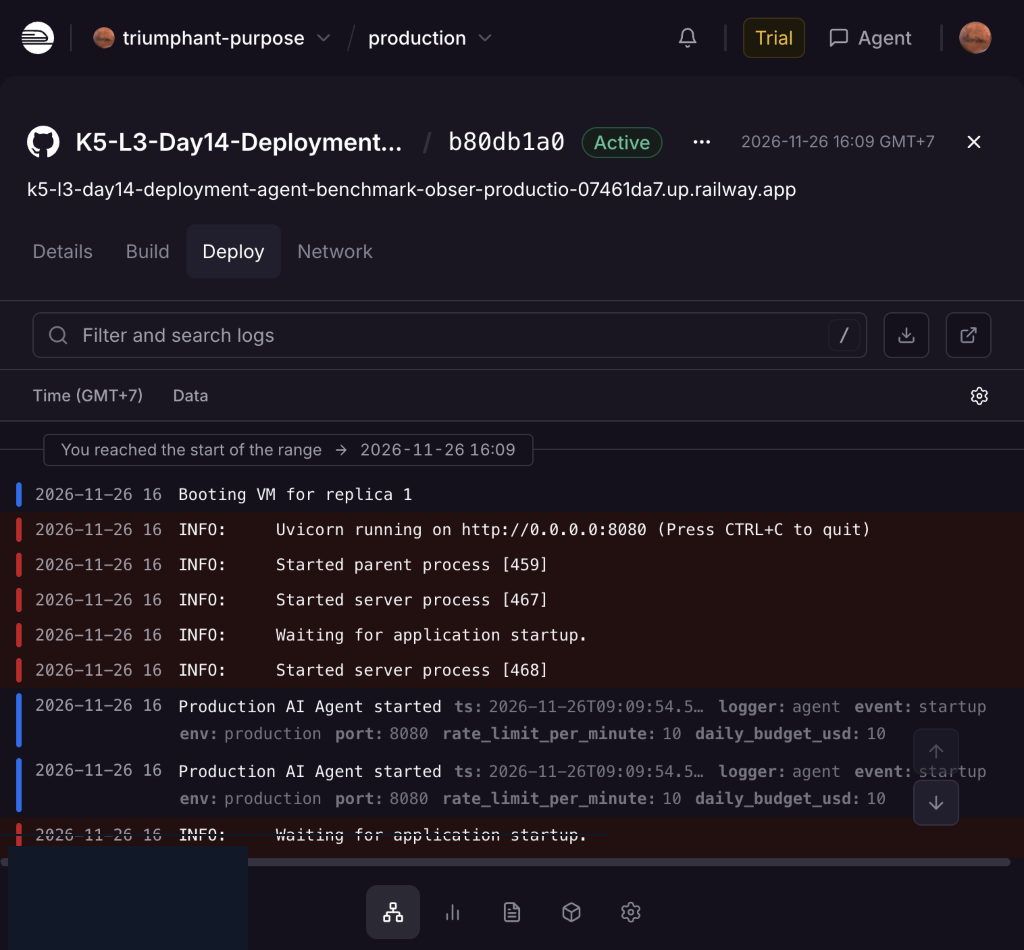 triumphant-purpose / production Trial Agent
K5-L3-Day14-Deployment... / b80db1a0 Active ··· 2026-11-26 16:09 GMT+7
k5-l3-day14-deployment-agent-benchmark-obser-productio-07461da7.up.railway.app
Details Build Deploy Network
Filter and search logs /
Time (GMT+7) Data
You reached the start of the range → 2026-11-26 16:09
2026-11-26 16 Booting VM for replica 1
2026-11-26 16 INFO: Uvicorn running on http://0.0.0.0:8080 (Press CTRL+C to quit)
2026-11-26 16 INFO: Started parent process [459]
2026-11-26 16 INFO: Started server process [467]
2026-11-26 16 INFO: Waiting for application startup.
2026-11-26 16 INFO: Started server process [468]
2026-11-26 16 Production AI Agent started ts: 2026-11-26T09:09:54.5… logger: agent event: startup
env: production port: 8080 rate_limit_per_minute: 10 daily_budget_usd: 10
2026-11-26 16 Production AI Agent started ts: 2026-11-26T09:09:54.5… logger: agent event: startup
env: production port: 8080 rate_limit_per_minute: 10 daily_budget_usd: 10
2026-11-26 16 INFO: Waiting for application startup.